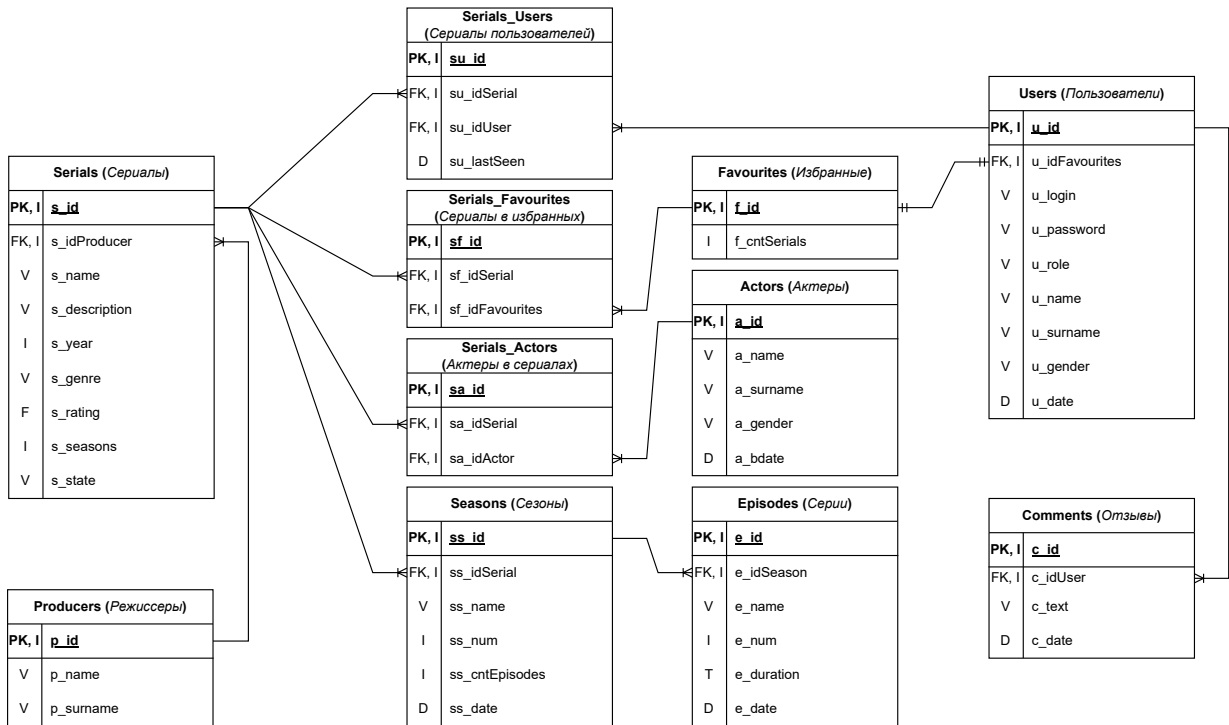 Serials_Users
(Сериалы пользователей)
PK, I su_id
FK, I su_idSerial
FK, I su_idUser
D su_lastSeen
Users (Пользователи)
PK, I u_id
FK, I u_idFavourites
V u_login
V u_password
V u_role
V u_name
V u_surname
V u_gender
D u_date
Serials (Сериалы)
PK, I s_id
FK, I s_idProducer
V s_name
V s_description
I s_year
V s_genre
F s_rating
I s_seasons
V s_state
Serials_Favourites
(Сериалы в избранных)
PK, I sf_id
FK, I sf_idSerial
FK, I sf_idFavourites
Favourites (Избранные)
PK, I f_id
I f_cntSerials
Actors (Актеры)
PK, I a_id
V a_name
V a_surname
V a_gender
D a_bdate
Serials_Actors
(Актеры в сериалах)
PK, I sa_id
FK, I sa_idSerial
FK, I sa_idActor
Seasons (Сезоны)
PK, I ss_id
FK, I ss_idSerial
V ss_name
I ss_num
I ss_cntEpisodes
D ss_date
Episodes (Серии)
PK, I e_id
FK, I e_idSeason
V e_name
I e_num
T e_duration
D e_date
Comments (Отзывы)
PK, I c_id
FK, I c_idUser
V c_text
D c_date
Producers (Режиссеры)
PK, I p_id
V p_name
V p_surname